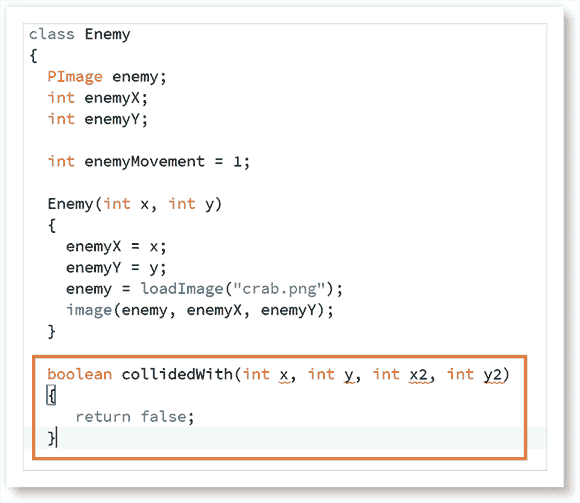 class Enemy
{
PImage enemy;
int enemyX;
int enemyY;
int enemyMovement = 1;
Enemy(int x, int y)
{
enemyX = x;
enemyY = y;
enemy = loadImage("crab.png");
image(enemy, enemyX, enemyY);
}
boolean collidedWith(int x, int y, int x2, int y2)
{
return false;
}